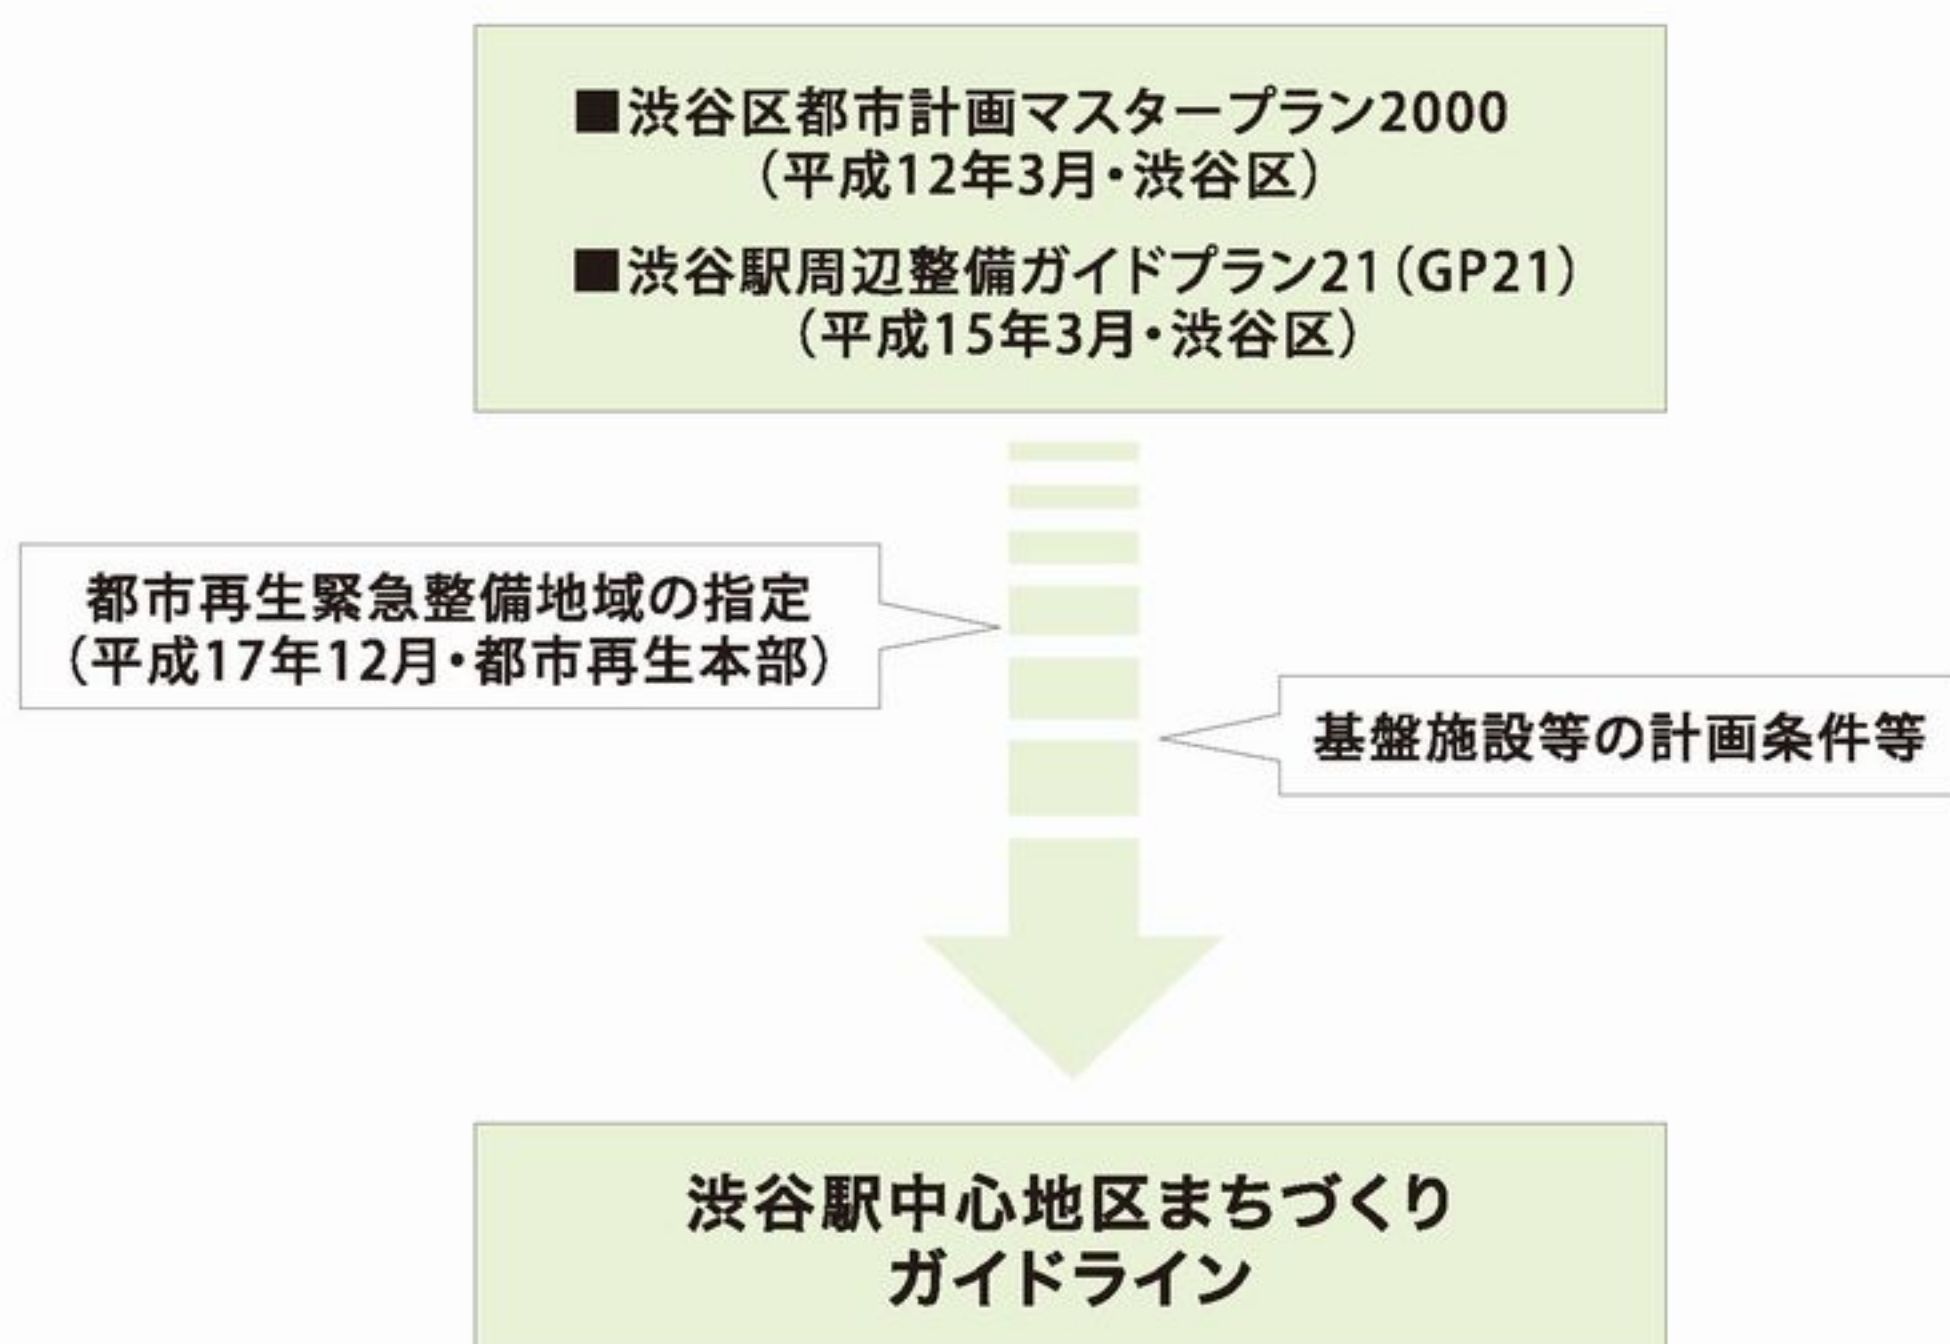 ■渋谷区都市計画マスタープラン2000
（平成12年3月・渋谷区）
■渋谷駅周辺整備ガイドプラン21（GP21）
（平成15年3月・渋谷区）
都市再生緊急整備地域の指定
（平成17年12月・都市再生本部）
基盤施設等の計画条件等
渋谷駅中心地区まちづくり
ガイドライン